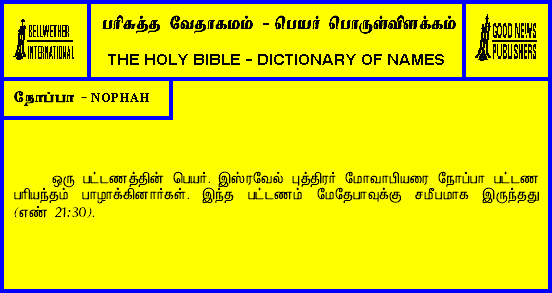 BELLWETHER
INTERNATIONAL
பரிசுத்த வேதாகமம் - பெயர் பொருள்விளக்கம்
THE HOLY BIBLE - DICTIONARY OF NAMES
GOOD NEWS
PUBLISHERS
நோப்பா - NOPHAH
ஒரு பட்டணத்தின் பெயர். இஸ்ரவேல் புத்திரர் மோவாபியரை நோப்பா பட்டண
பரியந்தம் பாழாக்கினார்கள். இந்த பட்டணம் மேதேபாவுக்கு சமீபமாக இருந்தது
(எண் 21:30).